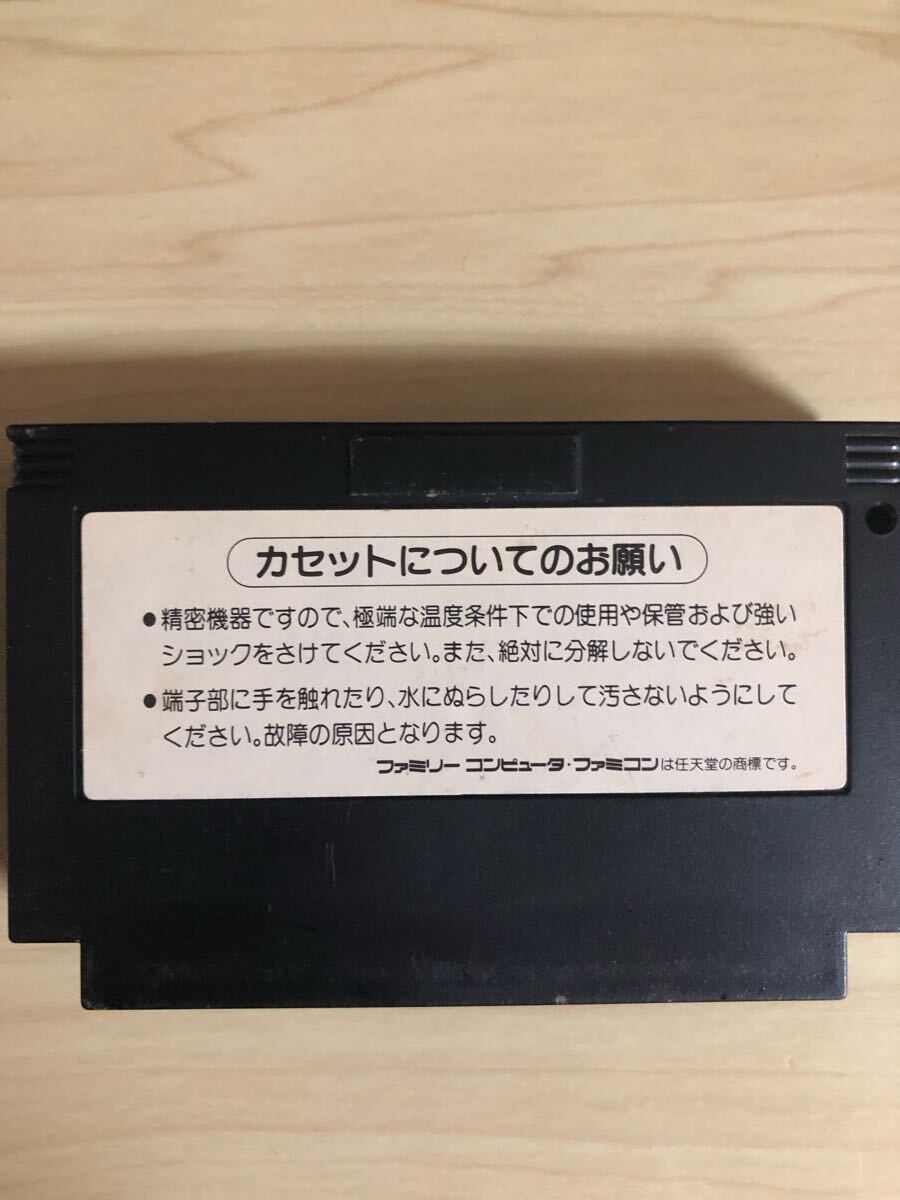 カセットについてのお願い
●精密機器ですので、極端な温度条件下での使用や保管および強い
ショックをさけてください。また、絶対に分解しないでください。
●端子部に手を触れたり、水にぬらしたりして汚さないようにして
ください。故障の原因となります。
ファミリー コンピュータ・ファミコンは任天堂の商標です。